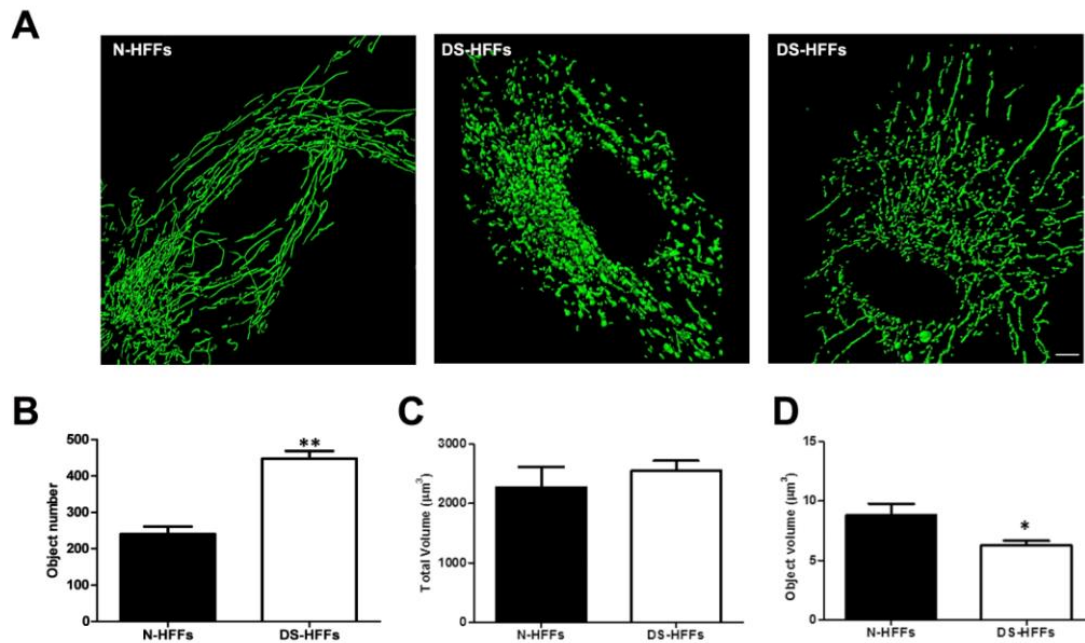 A
N-HFFs
DS-HFFs
DS-HFFs
B
Object number
500
400
300
200
100
0
**
N-HFFs
DS-HFFs
C
Total Volume (µm³)
3000
2000
1000
0
N-HFFs
DS-HFFs
D
Object volume (µm³)
15
10
5
0
*
N-HFFs
DS-HFFs